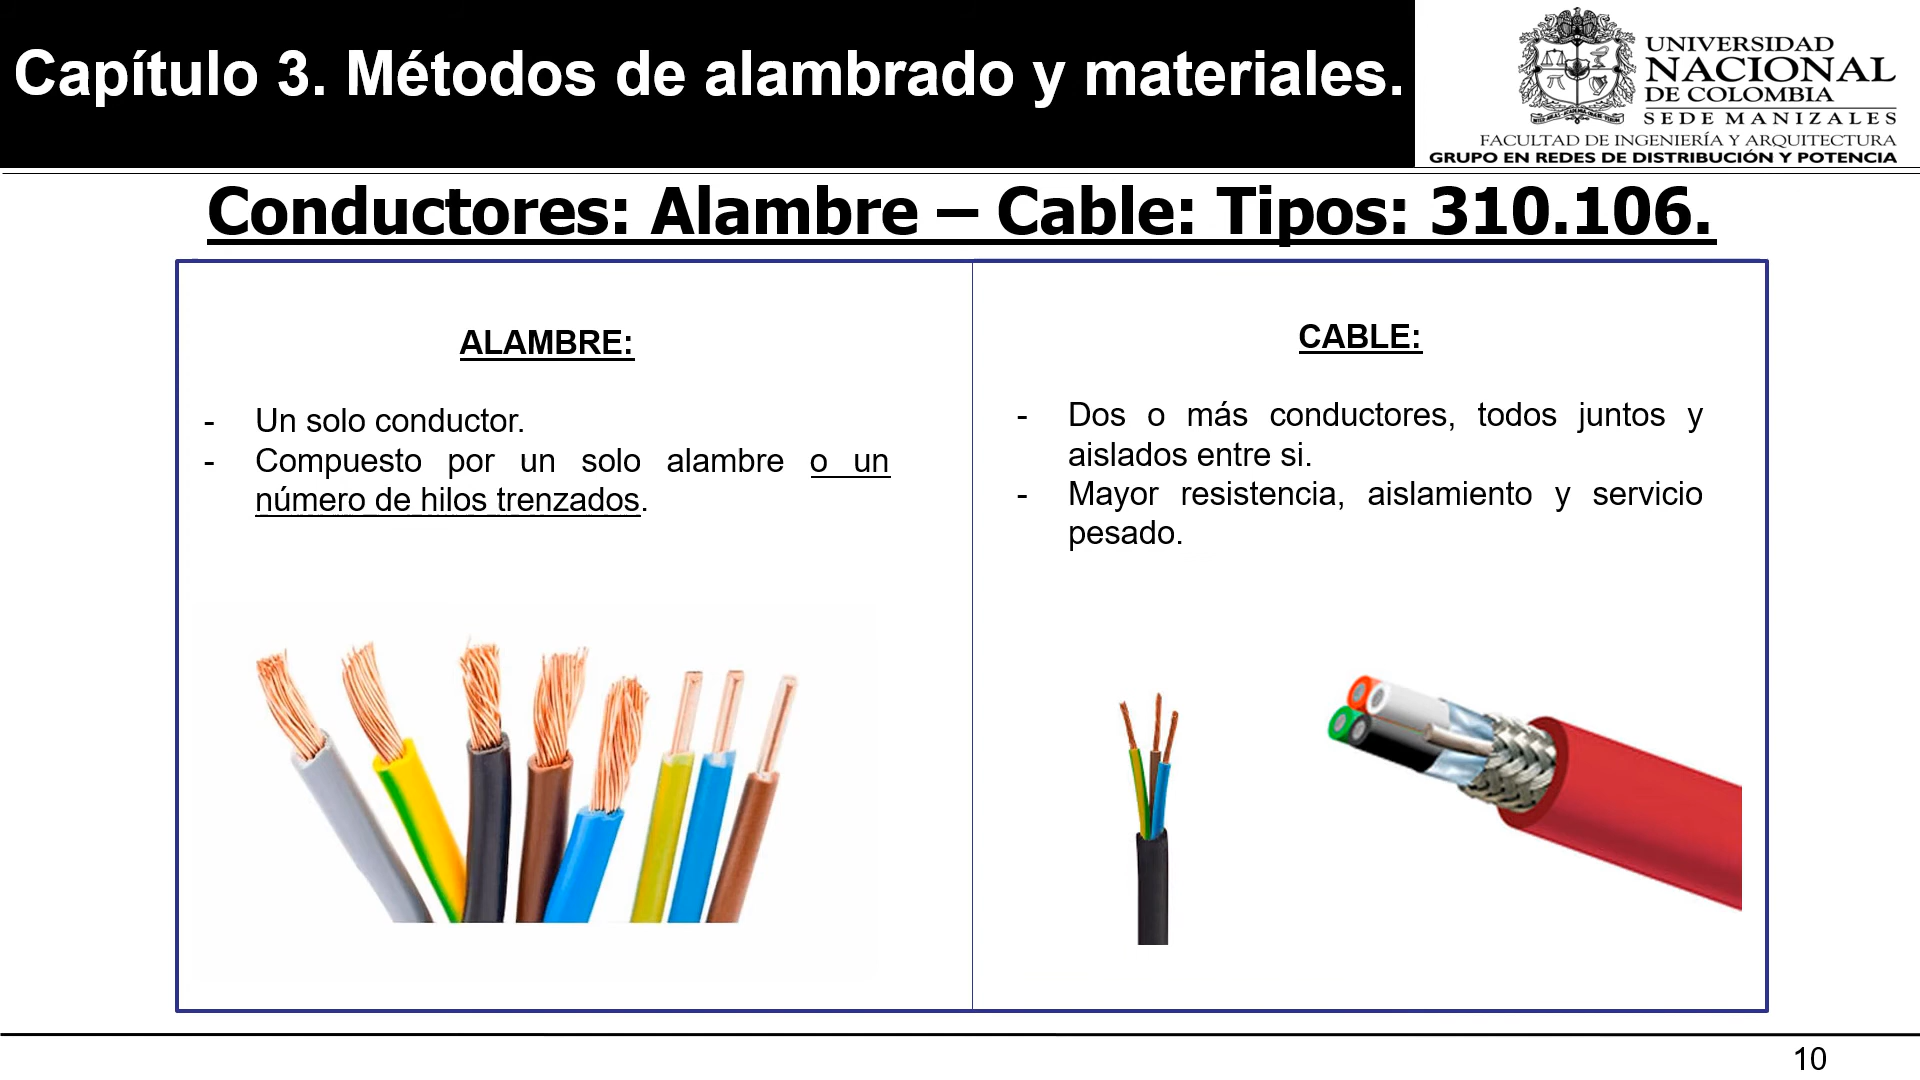 Capítulo 3. Métodos de alambrado y materiales.
UNIVERSIDAD
NACIONAL
DE COLOMBIA
SEDE MANIZALES
FACULTAD DE INGENIERÍA Y ARQUITECTURA
GRUPO EN REDES DE DISTRIBUCIÓN Y POTENCIA
Conductores: Alambre – Cable: Tipos: 310.106.
ALAMBRE:
- Un solo conductor.
- Compuesto por un solo alambre o un
número de hilos trenzados.
CABLE:
- Dos o más conductores, todos juntos y
aislados entre si.
- Mayor resistencia, aislamiento y servicio
pesado.
10